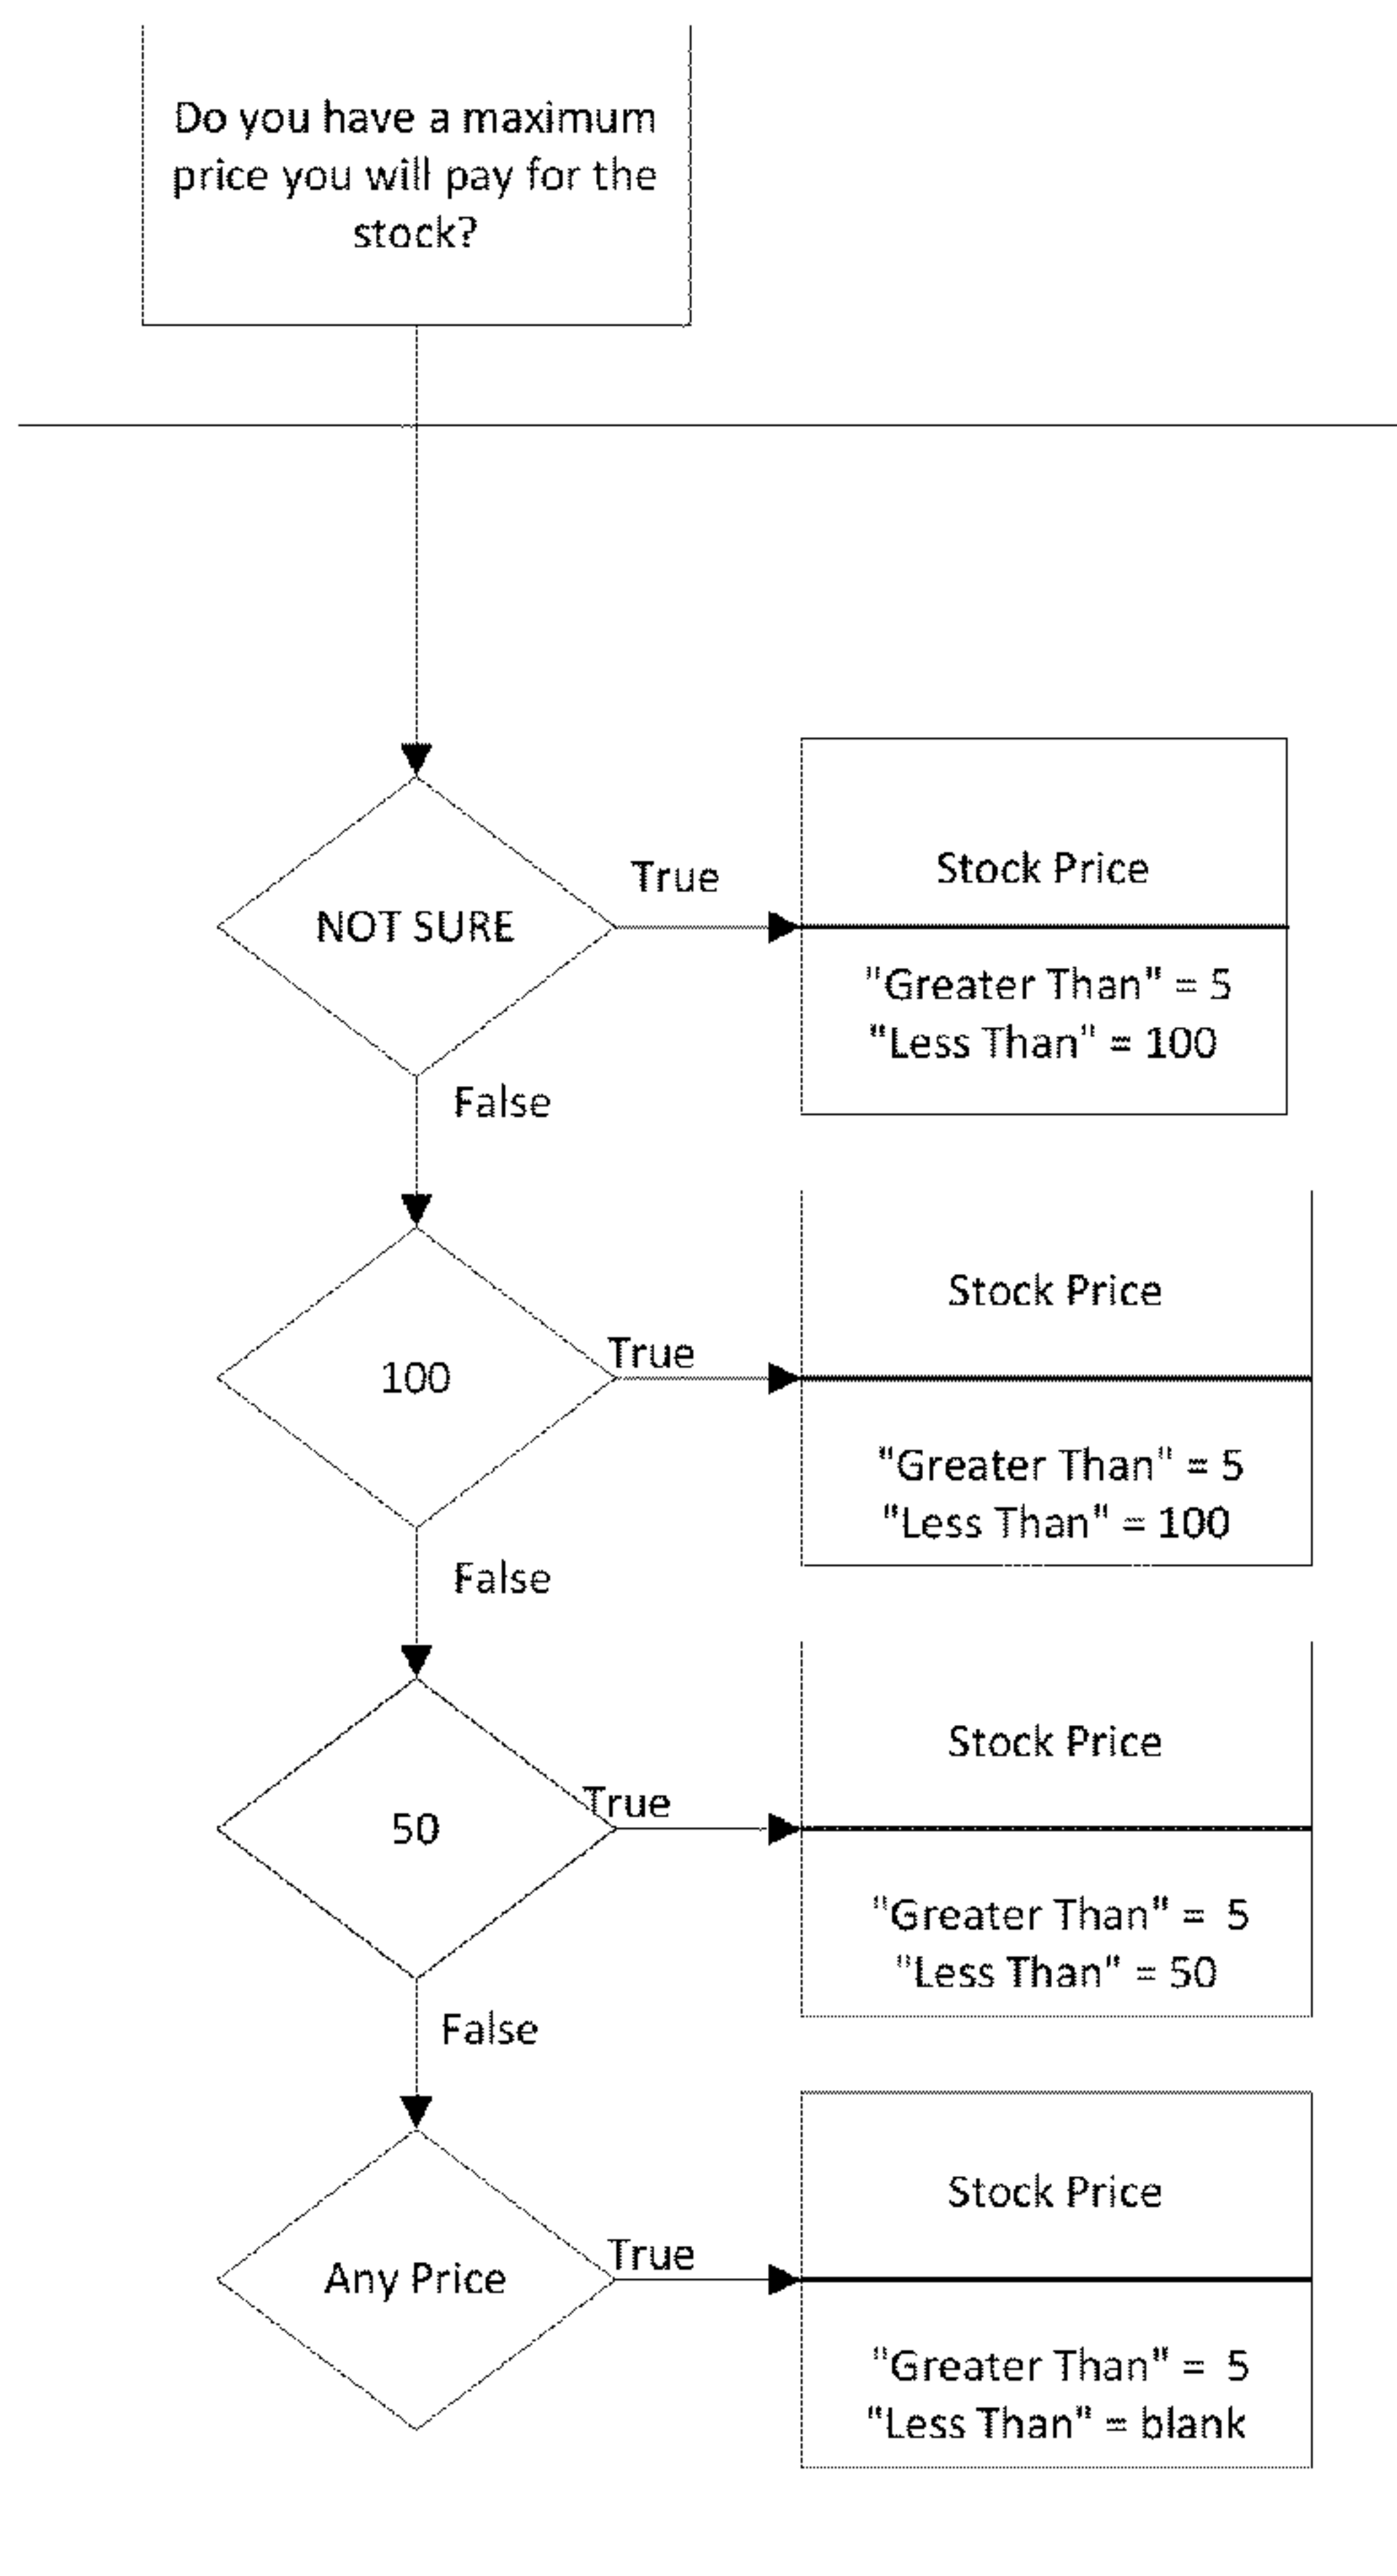 Do you have a maximum
price you will pay for the
stock?
NOT SURE
True
Stock Price
"Greater Than" = 5
"Less Than" = 100
False
100
True
Stock Price
"Greater Than" = 5
"Less Than" = 100
False
50
True
Stock Price
"Greater Than" = 5
"Less Than" = 50
False
Any Price
True
Stock Price
"Greater Than" = 5
"Less Than" = blank